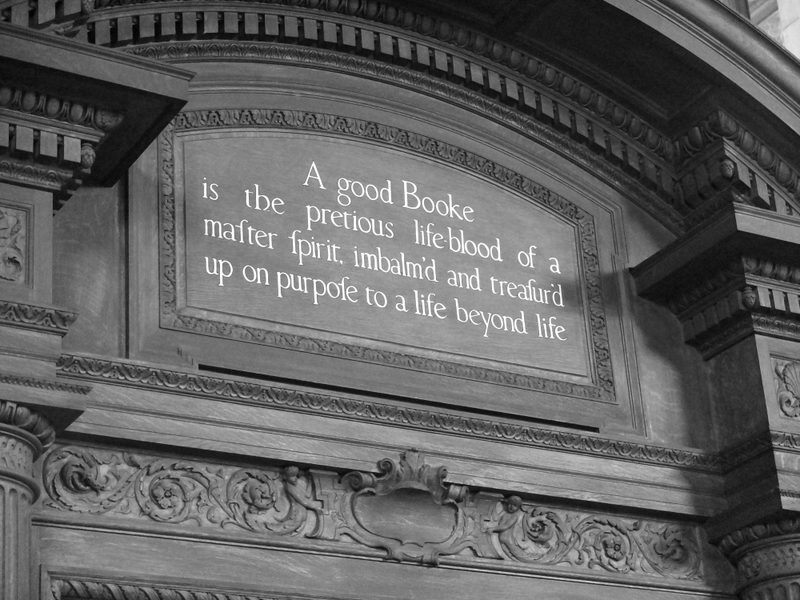 A good Booke
is the pretious life-blood of a
maſter ſpirit, imbalm'd and treaſur'd
up on purpoſe to a life beyond life